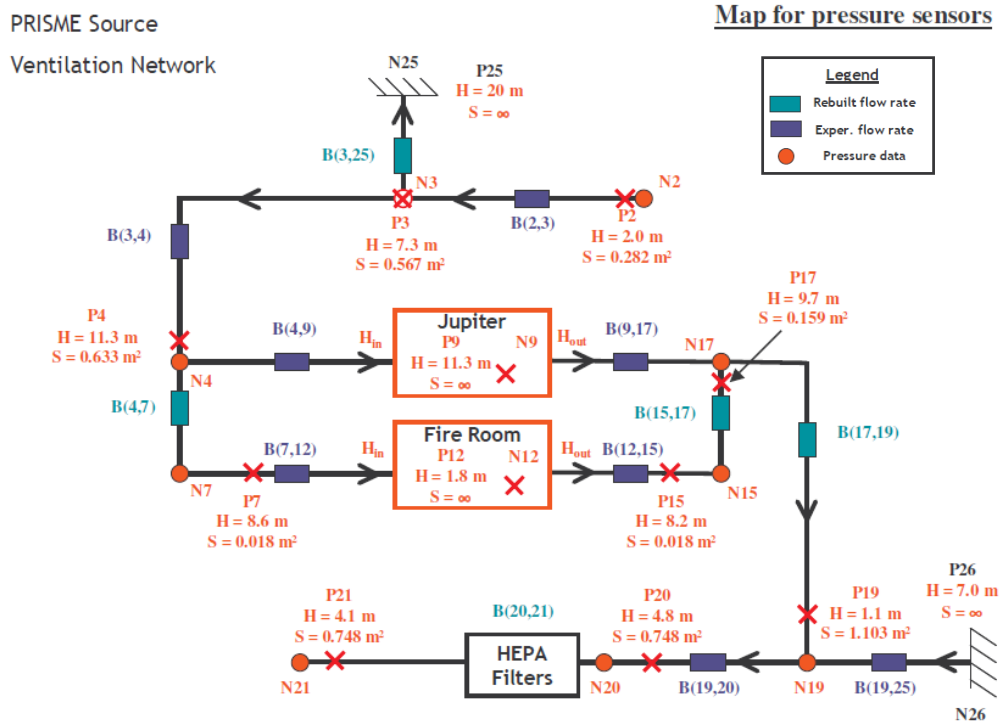 PRISME Source
Ventilation Network
Map for pressure sensors
Legend
Rebuilt flow rate
Exper. flow rate
Pressure data
N25
P25
H = 20 m
S = ∞
B(3,25)
N3
N2
P3
H = 7.3 m
S = 0.567 m²
B(2,3)
P2
H = 2.0 m
S = 0.282 m²
B(3,4)
P17
H = 9.7 m
S = 0.159 m²
P4
H = 11.3 m
S = 0.633 m²
N4
B(4,9)
Hin
Jupiter
P9
N9
H = 11.3 m
S = ∞
Hout
B(9,17)
N17
B(4,7)
B(15,17)
B(17,19)
N7
B(7,12)
Hin
Fire Room
P12
N12
H = 1.8 m
S = ∞
Hout
B(12,15)
N15
P7
H = 8.6 m
S = 0.018 m²
P15
H = 8.2 m
S = 0.018 m²
P21
H = 4.1 m
S = 0.748 m²
B(20,21)
P20
H = 4.8 m
S = 0.748 m²
P19
H = 1.1 m
S = 1.103 m²
P26
H = 7.0 m
S = ∞
HEPA
Filters
N21
N20
B(19,20)
N19
B(19,25)
N26